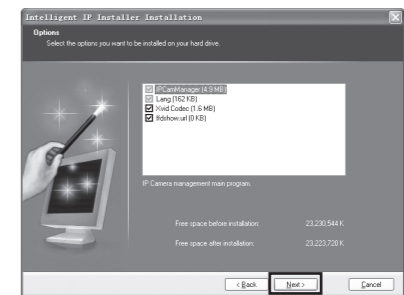 Intelligent IP Installer Installation
Options
Select the options you want to be installed on your hard drive.
IPCamManager (4.9 MB)
Lang (162 KB)
Xvid Codec (1.6 MB)
ffdshow.url (0 KB)
IP Camera management main program.
Free space before installation: 23,230,544 K
Free space after installation: 23,223,720 K
< Back Next > Cancel